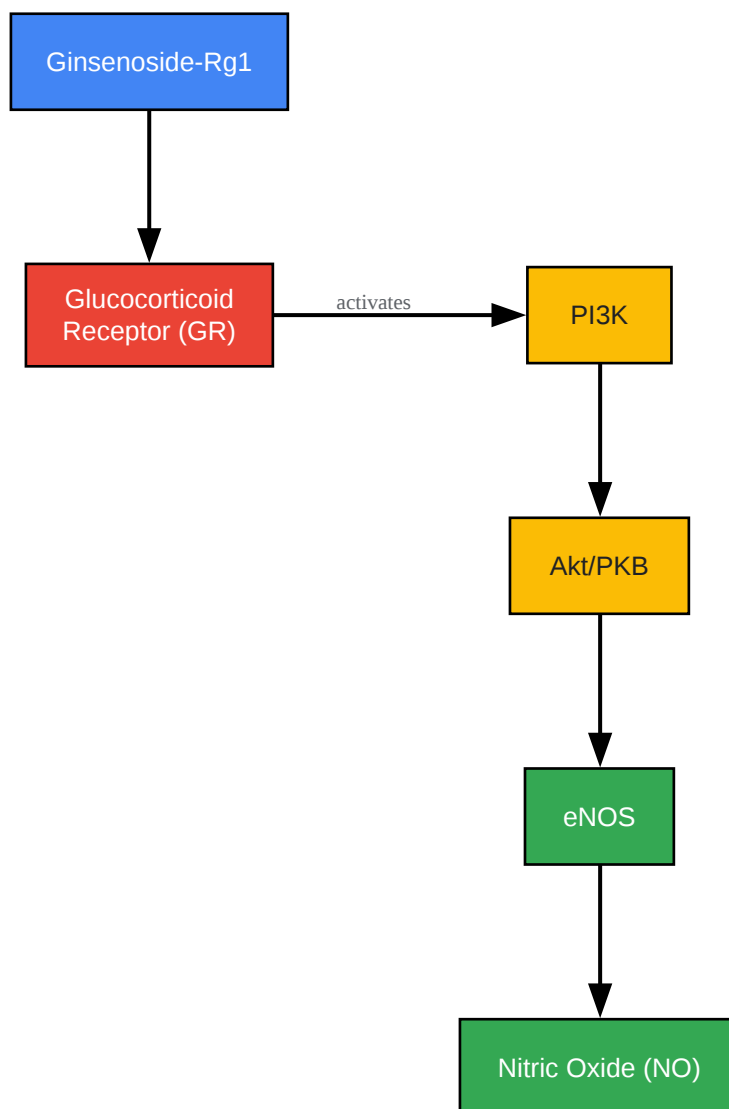 Ginsenoside-Rg1
Glucocorticoid
Receptor (GR)
activates
PI3K
Akt/PKB
eNOS
Nitric Oxide (NO)